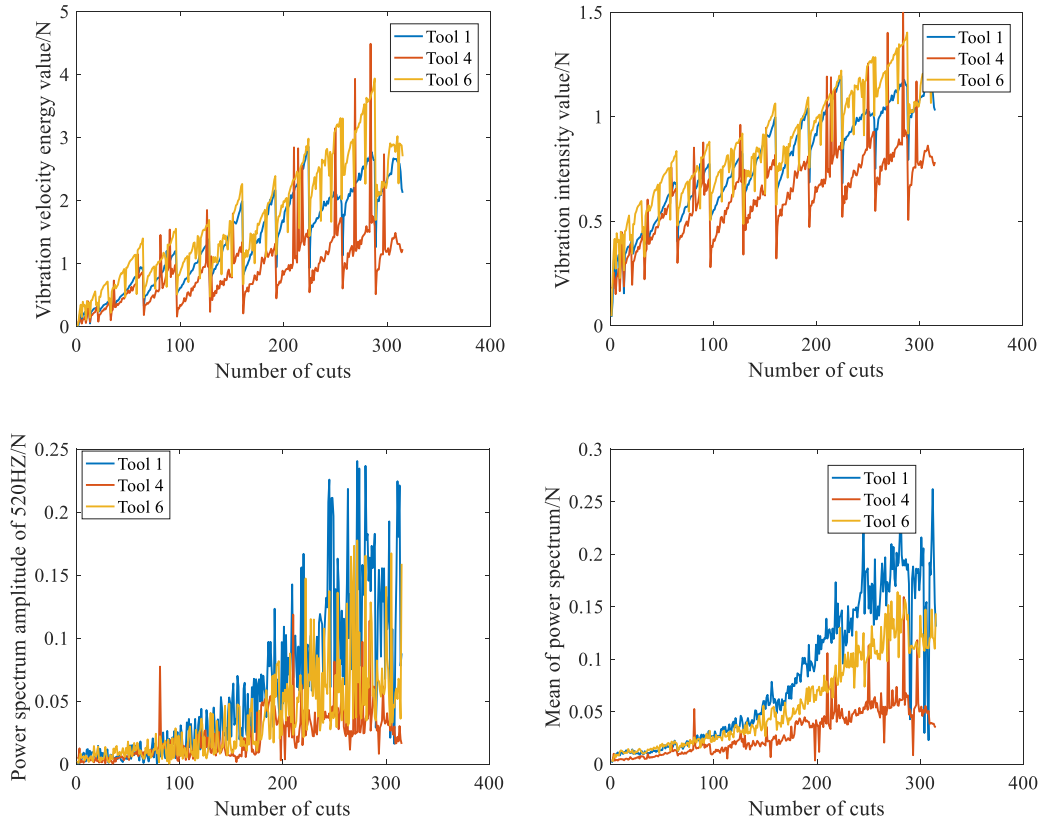 Vibration velocity energy value/N
5
4
3
2
1
0
0 100 200 300 400
Number of cuts
Tool 1
Tool 4
Tool 6
Vibration intensity value/N
1.5
1
0.5
0
0 100 200 300 400
Number of cuts
Tool 1
Tool 4
Tool 6
Power spectrum amplitude of 520HZ/N
0.25
0.2
0.15
0.1
0.05
0
0 100 200 300 400
Number of cuts
Tool 1
Tool 4
Tool 6
Mean of power spectrum/N
0.3
0.25
0.2
0.15
0.1
0.05
0
0 100 200 300 400
Number of cuts
Tool 1
Tool 4
Tool 6